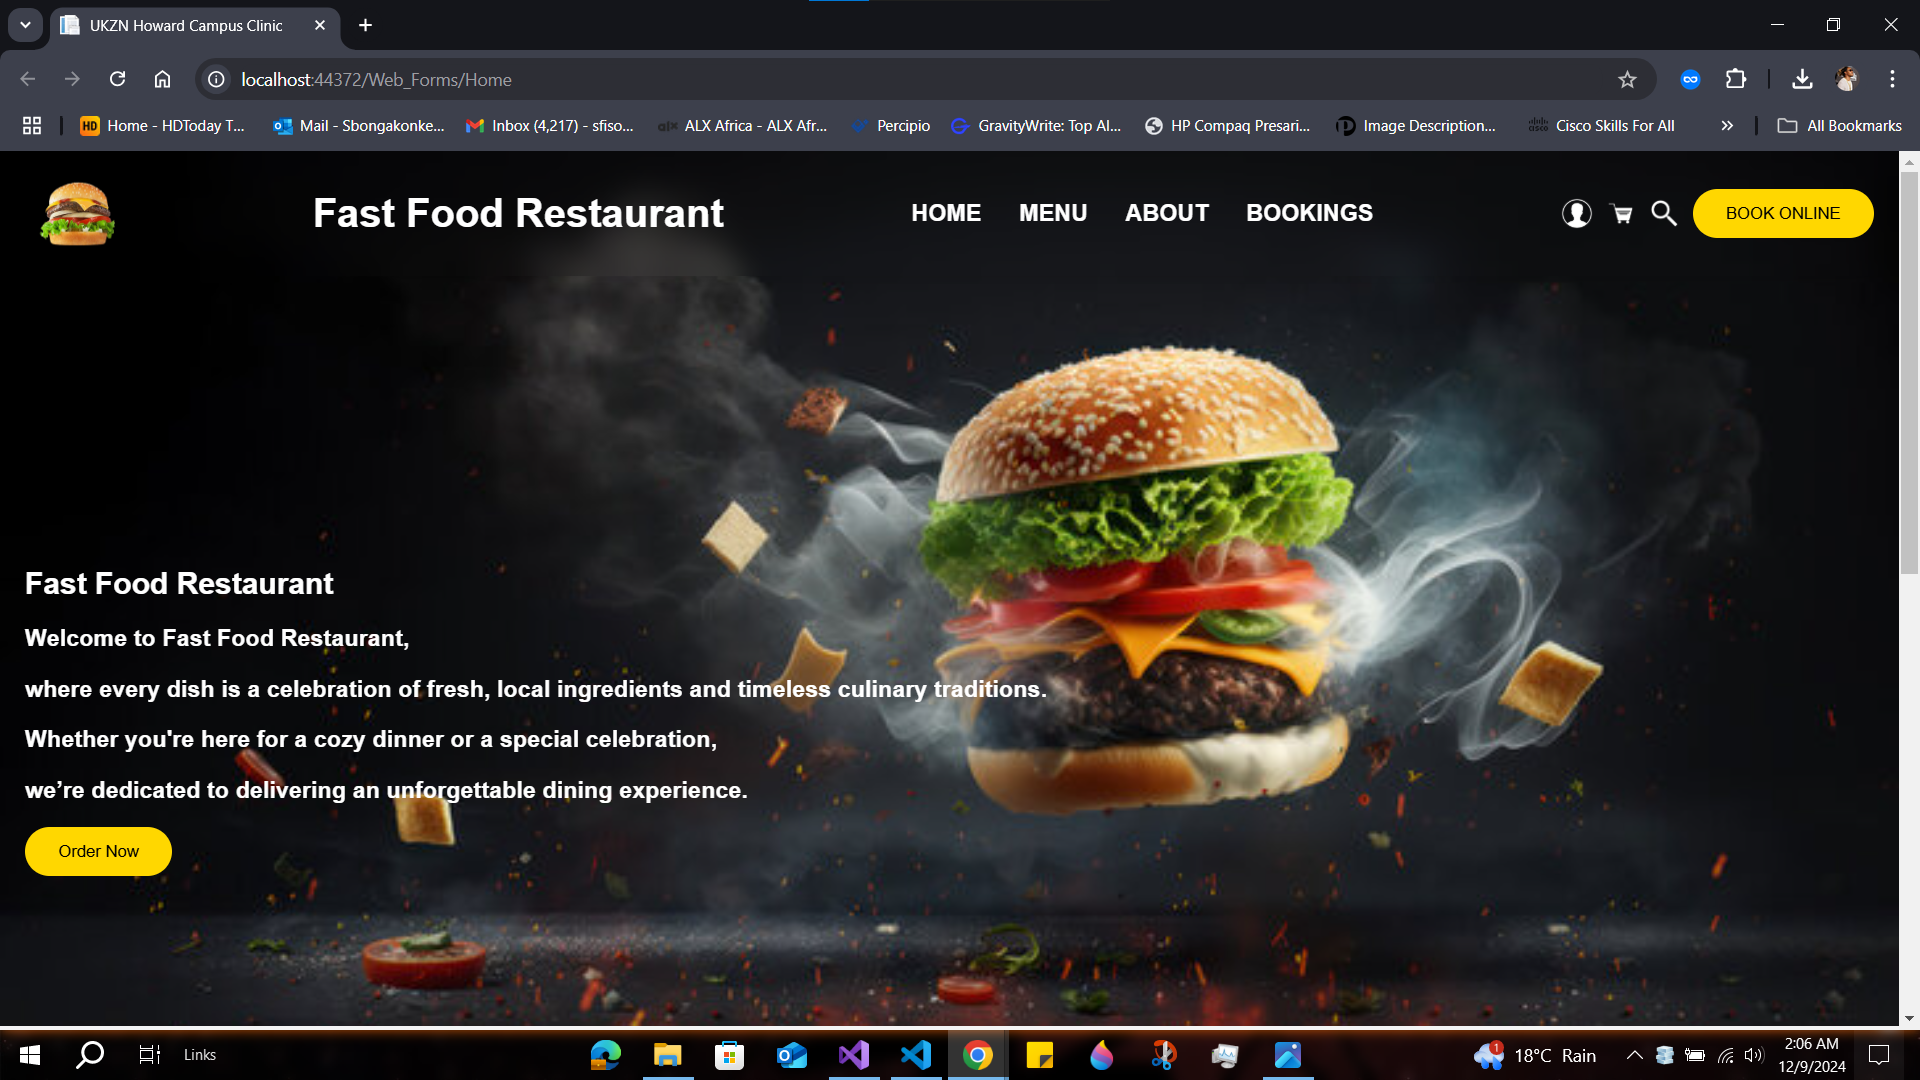 UKZN Howard Campus Clinic
localhost:44372/Web_Forms/Home
HD Home - HDToday T... Mail - Sbongakonke... Inbox (4,217) - sfiso... alx ALX Africa - ALX Afr... Percipio GravityWrite: Top AI... HP Compaq Presari... Image Description... Cisco Skills For All All Bookmarks
Fast Food Restaurant HOME MENU ABOUT BOOKINGS BOOK ONLINE
Fast Food Restaurant
Welcome to Fast Food Restaurant,
where every dish is a celebration of fresh, local ingredients and timeless culinary traditions.
Whether you're here for a cozy dinner or a special celebration,
we’re dedicated to delivering an unforgettable dining experience.
Order Now
Links 1 18°C Rain 2:06 AM
12/9/2024